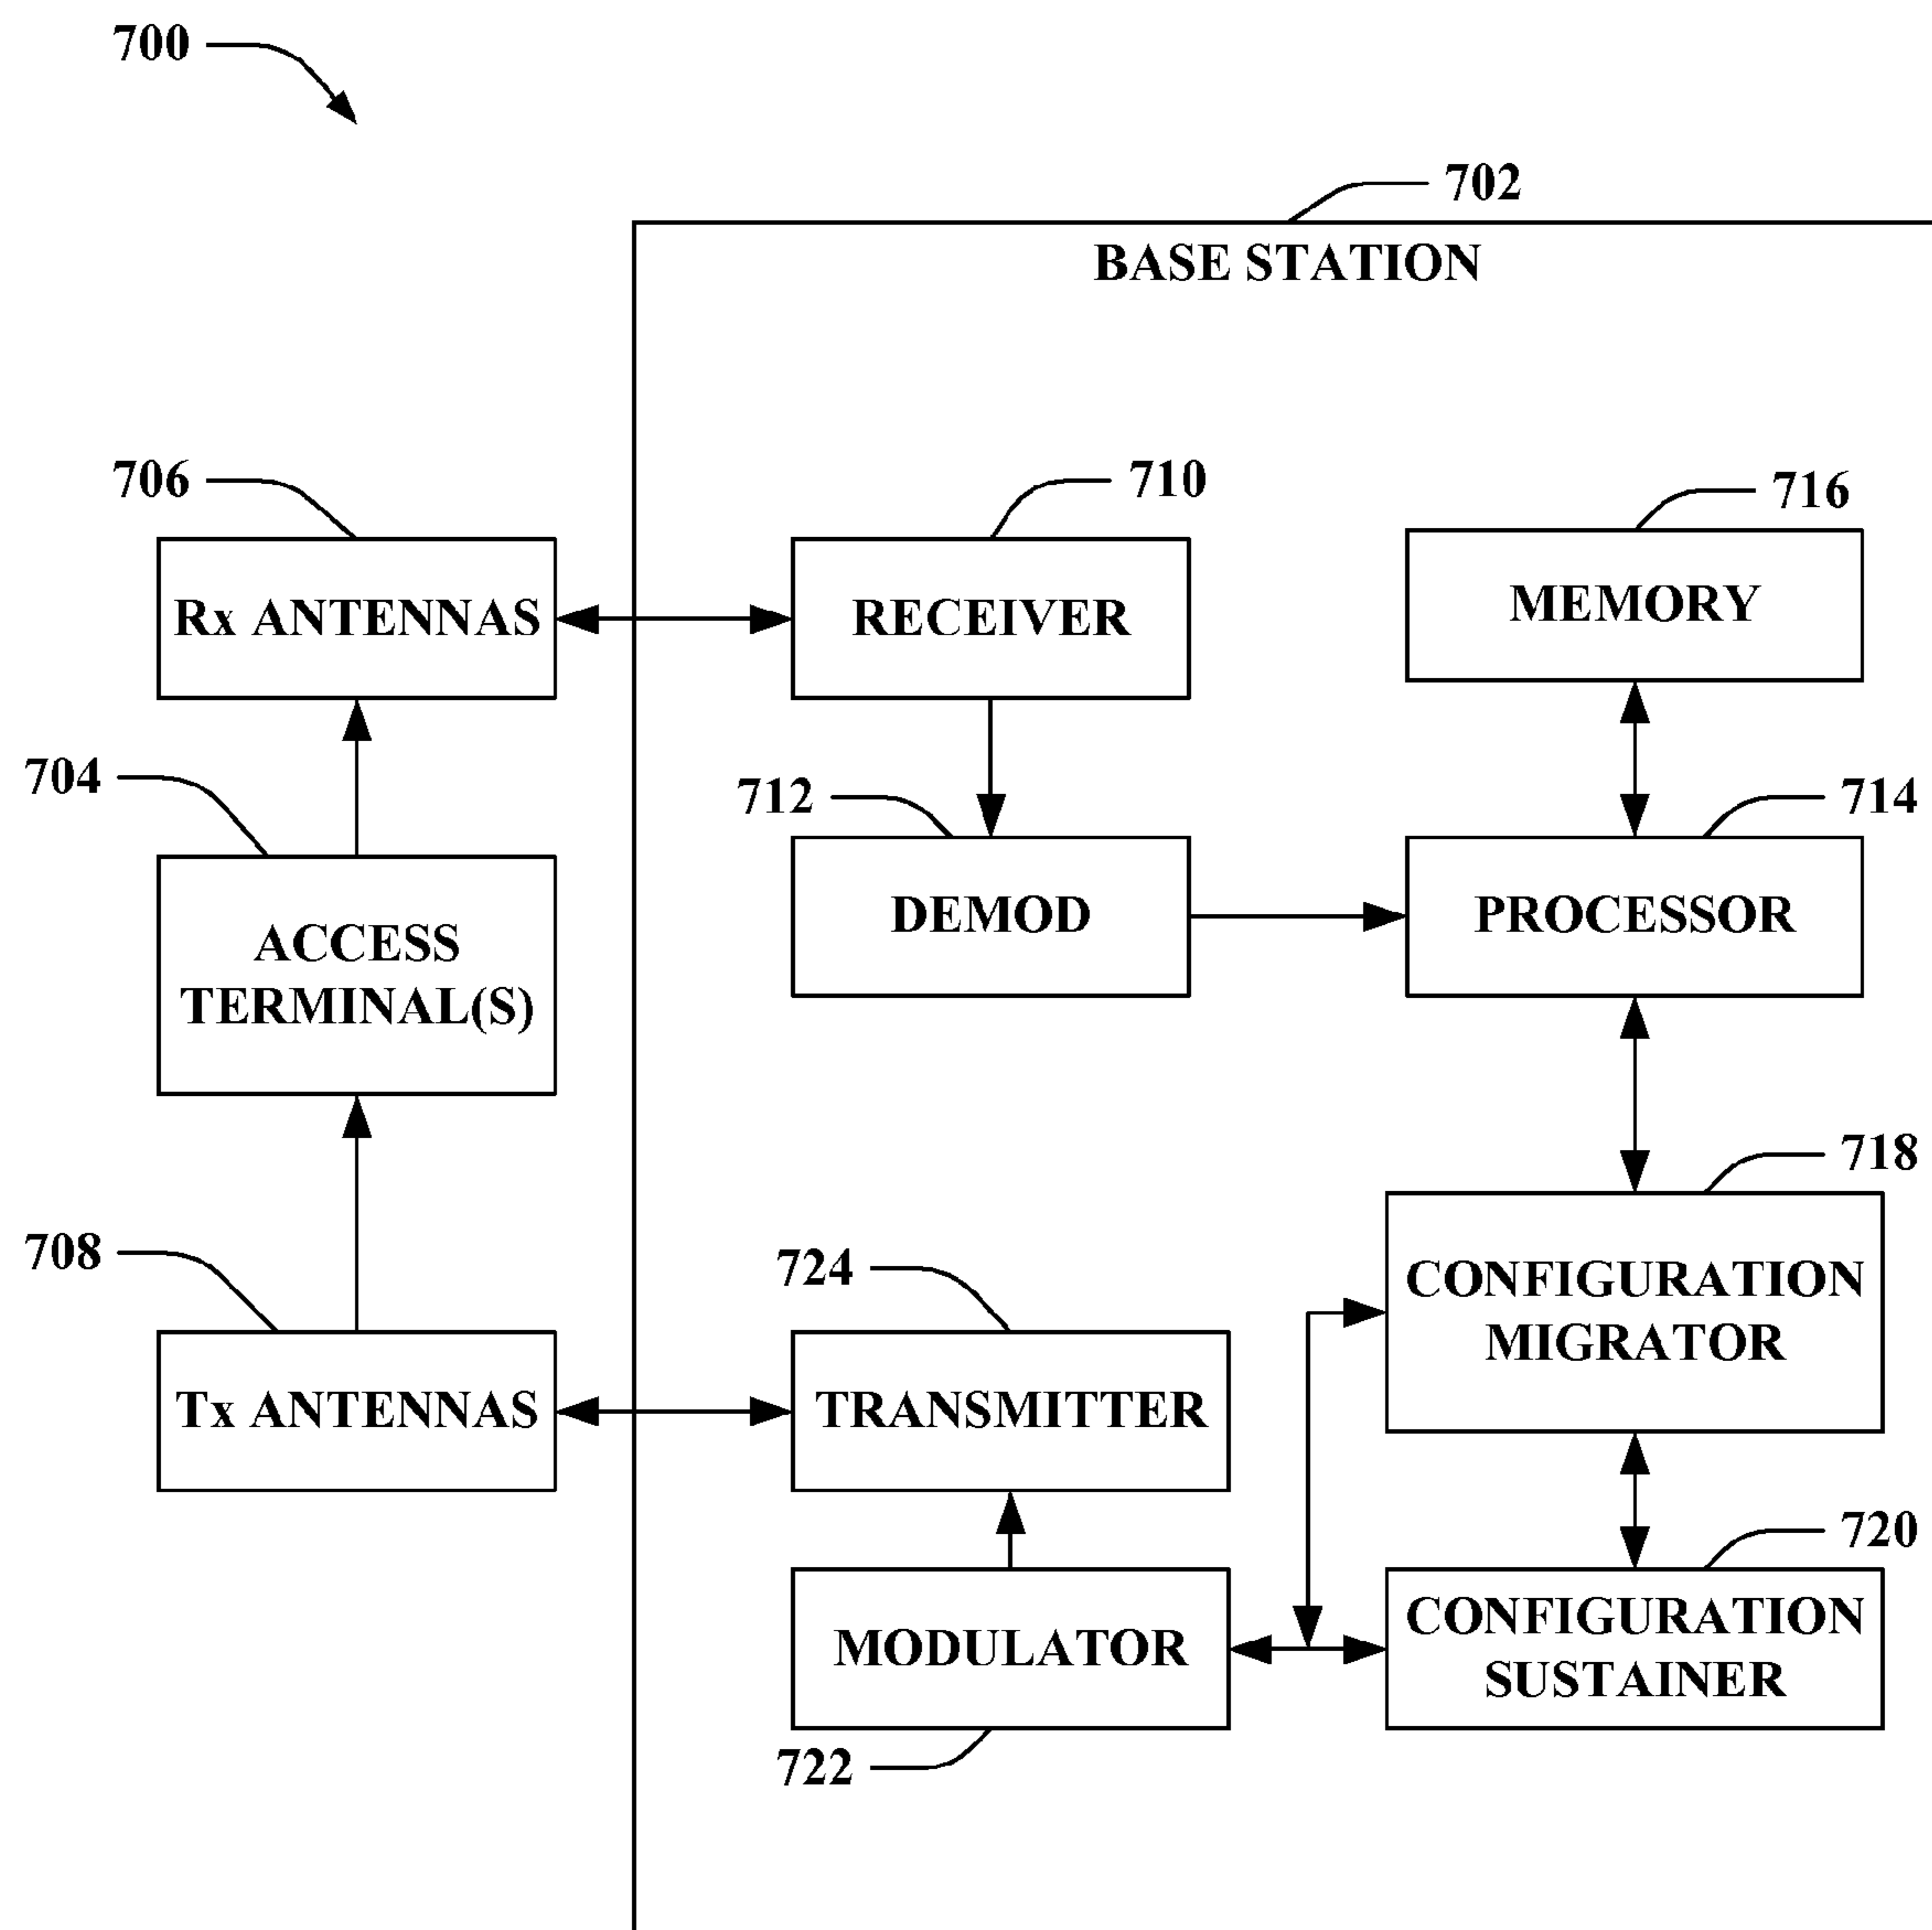 700
702
BASE STATION
706
710
716
Rx ANTENNAS
RECEIVER
MEMORY
704
712
714
ACCESS
TERMINAL(S)
DEMOD
PROCESSOR
718
708
724
CONFIGURATION
MIGRATOR
Tx ANTENNAS
TRANSMITTER
720
MODULATOR
CONFIGURATION
SUSTAINER
722